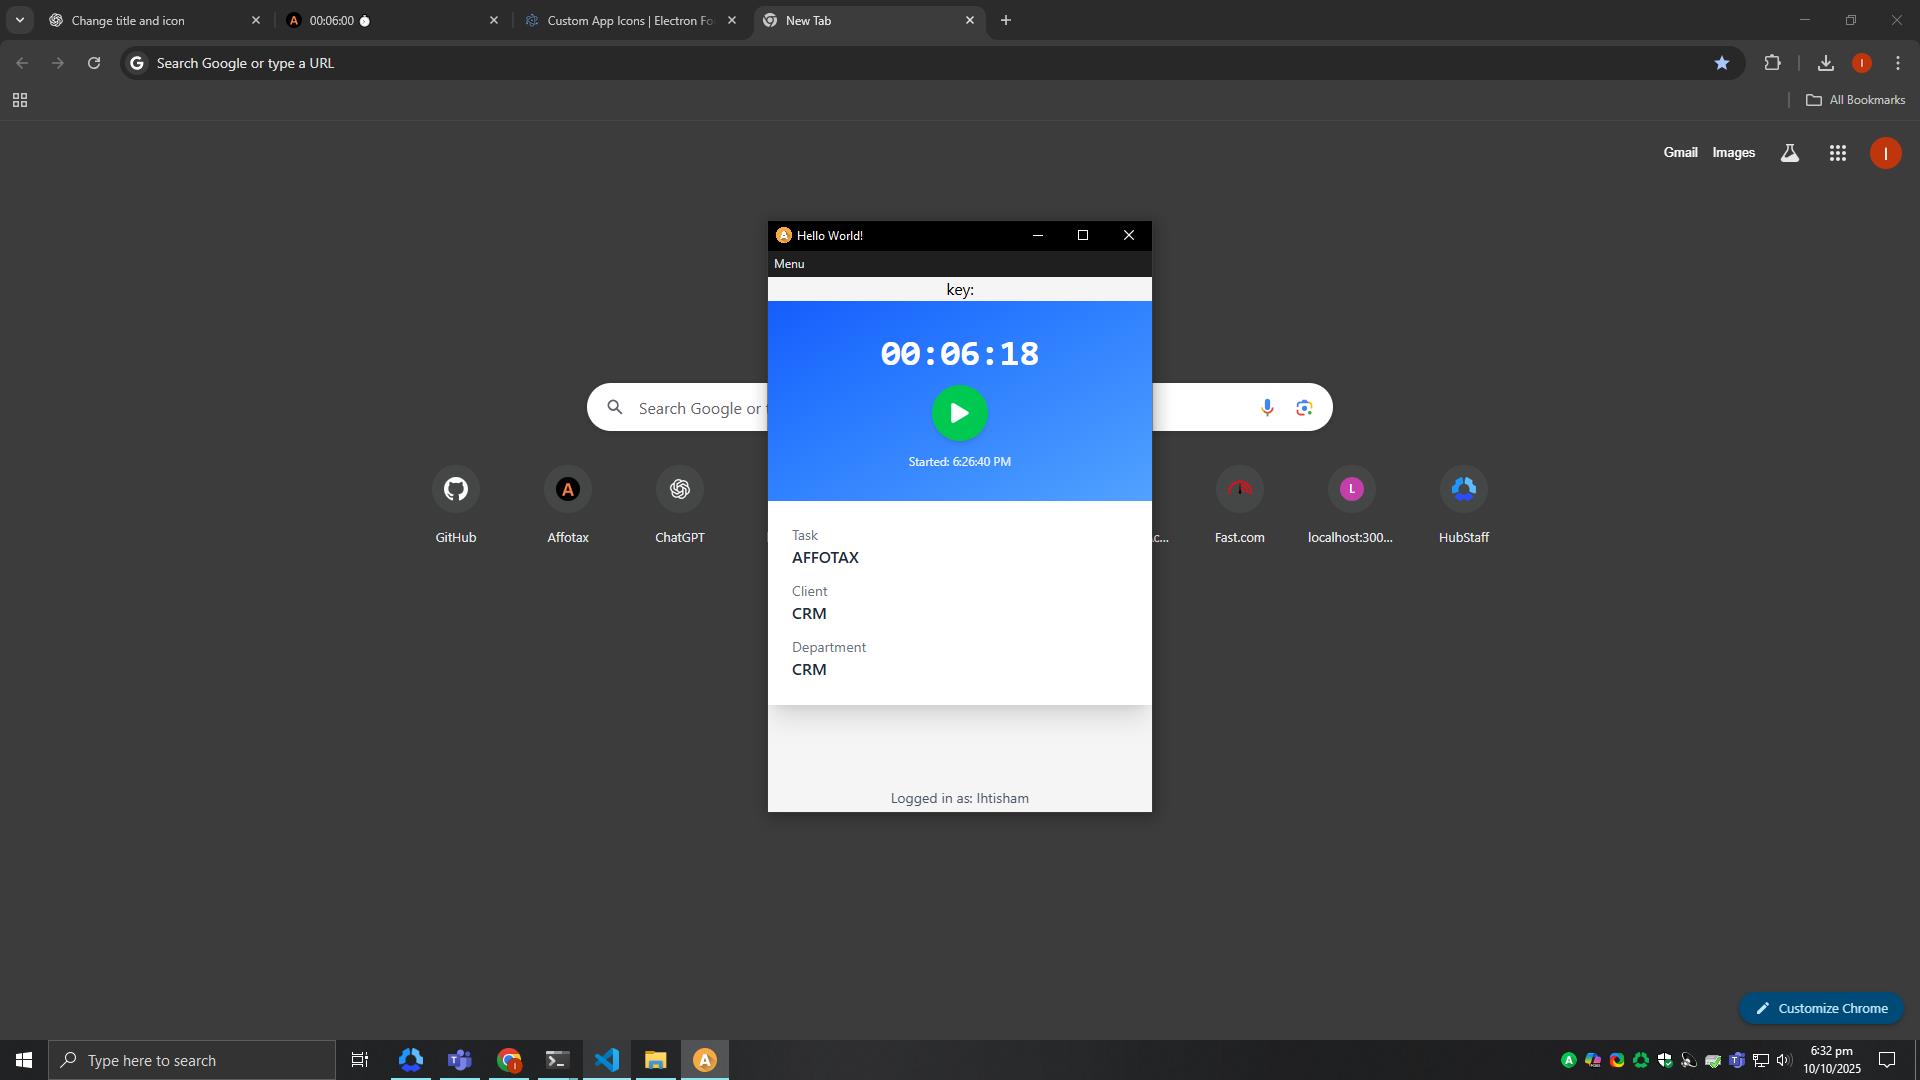 Change title and icon
00:06:00
Custom App Icons | Electron Fo
New Tab
Search Google or type a URL
All Bookmarks
Gmail
Images
I
Hello World!
Menu
key:
00:06:18
Search Google or t
Started: 6:26:40 PM
GitHub
Affotax
ChatGPT
.c...
Fast.com
localhost:300...
HubStaff
Task
AFFOTAX
Client
CRM
Department
CRM
Logged in as: Ihtisham
Customize Chrome
Type here to search
6:32 pm
10/10/2025